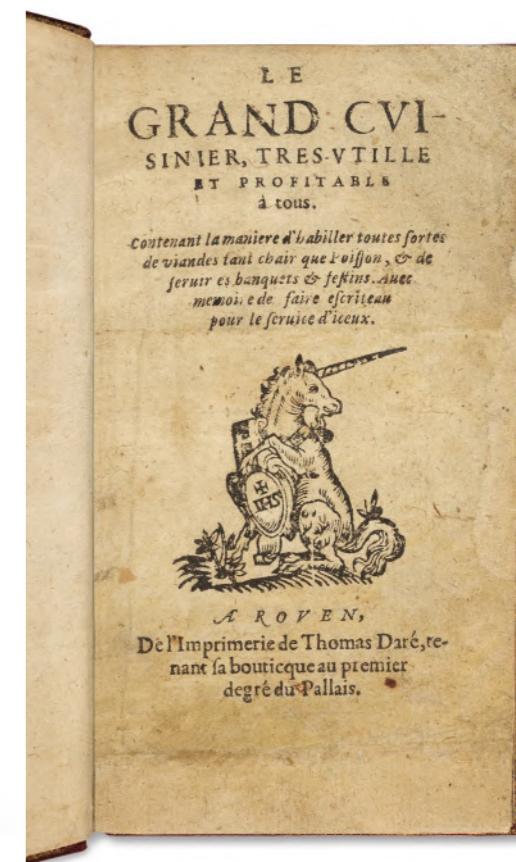 LE
GRAND CVI-
SINIER, TRES-VTILLE
ET PROFITABLE
à tous.
Contenant la maniere d'habiller toutes sortes
de viandes tant chair que Poisson, & de
seruir es banquets & festins. Auec
memoire de faire escriteau
pour le seruice d'iceux.
IHS
A ROVEN,
De l'Imprimerie de Thomas Daré, te-
nant sa bouticque au premier
degré du Pallais.